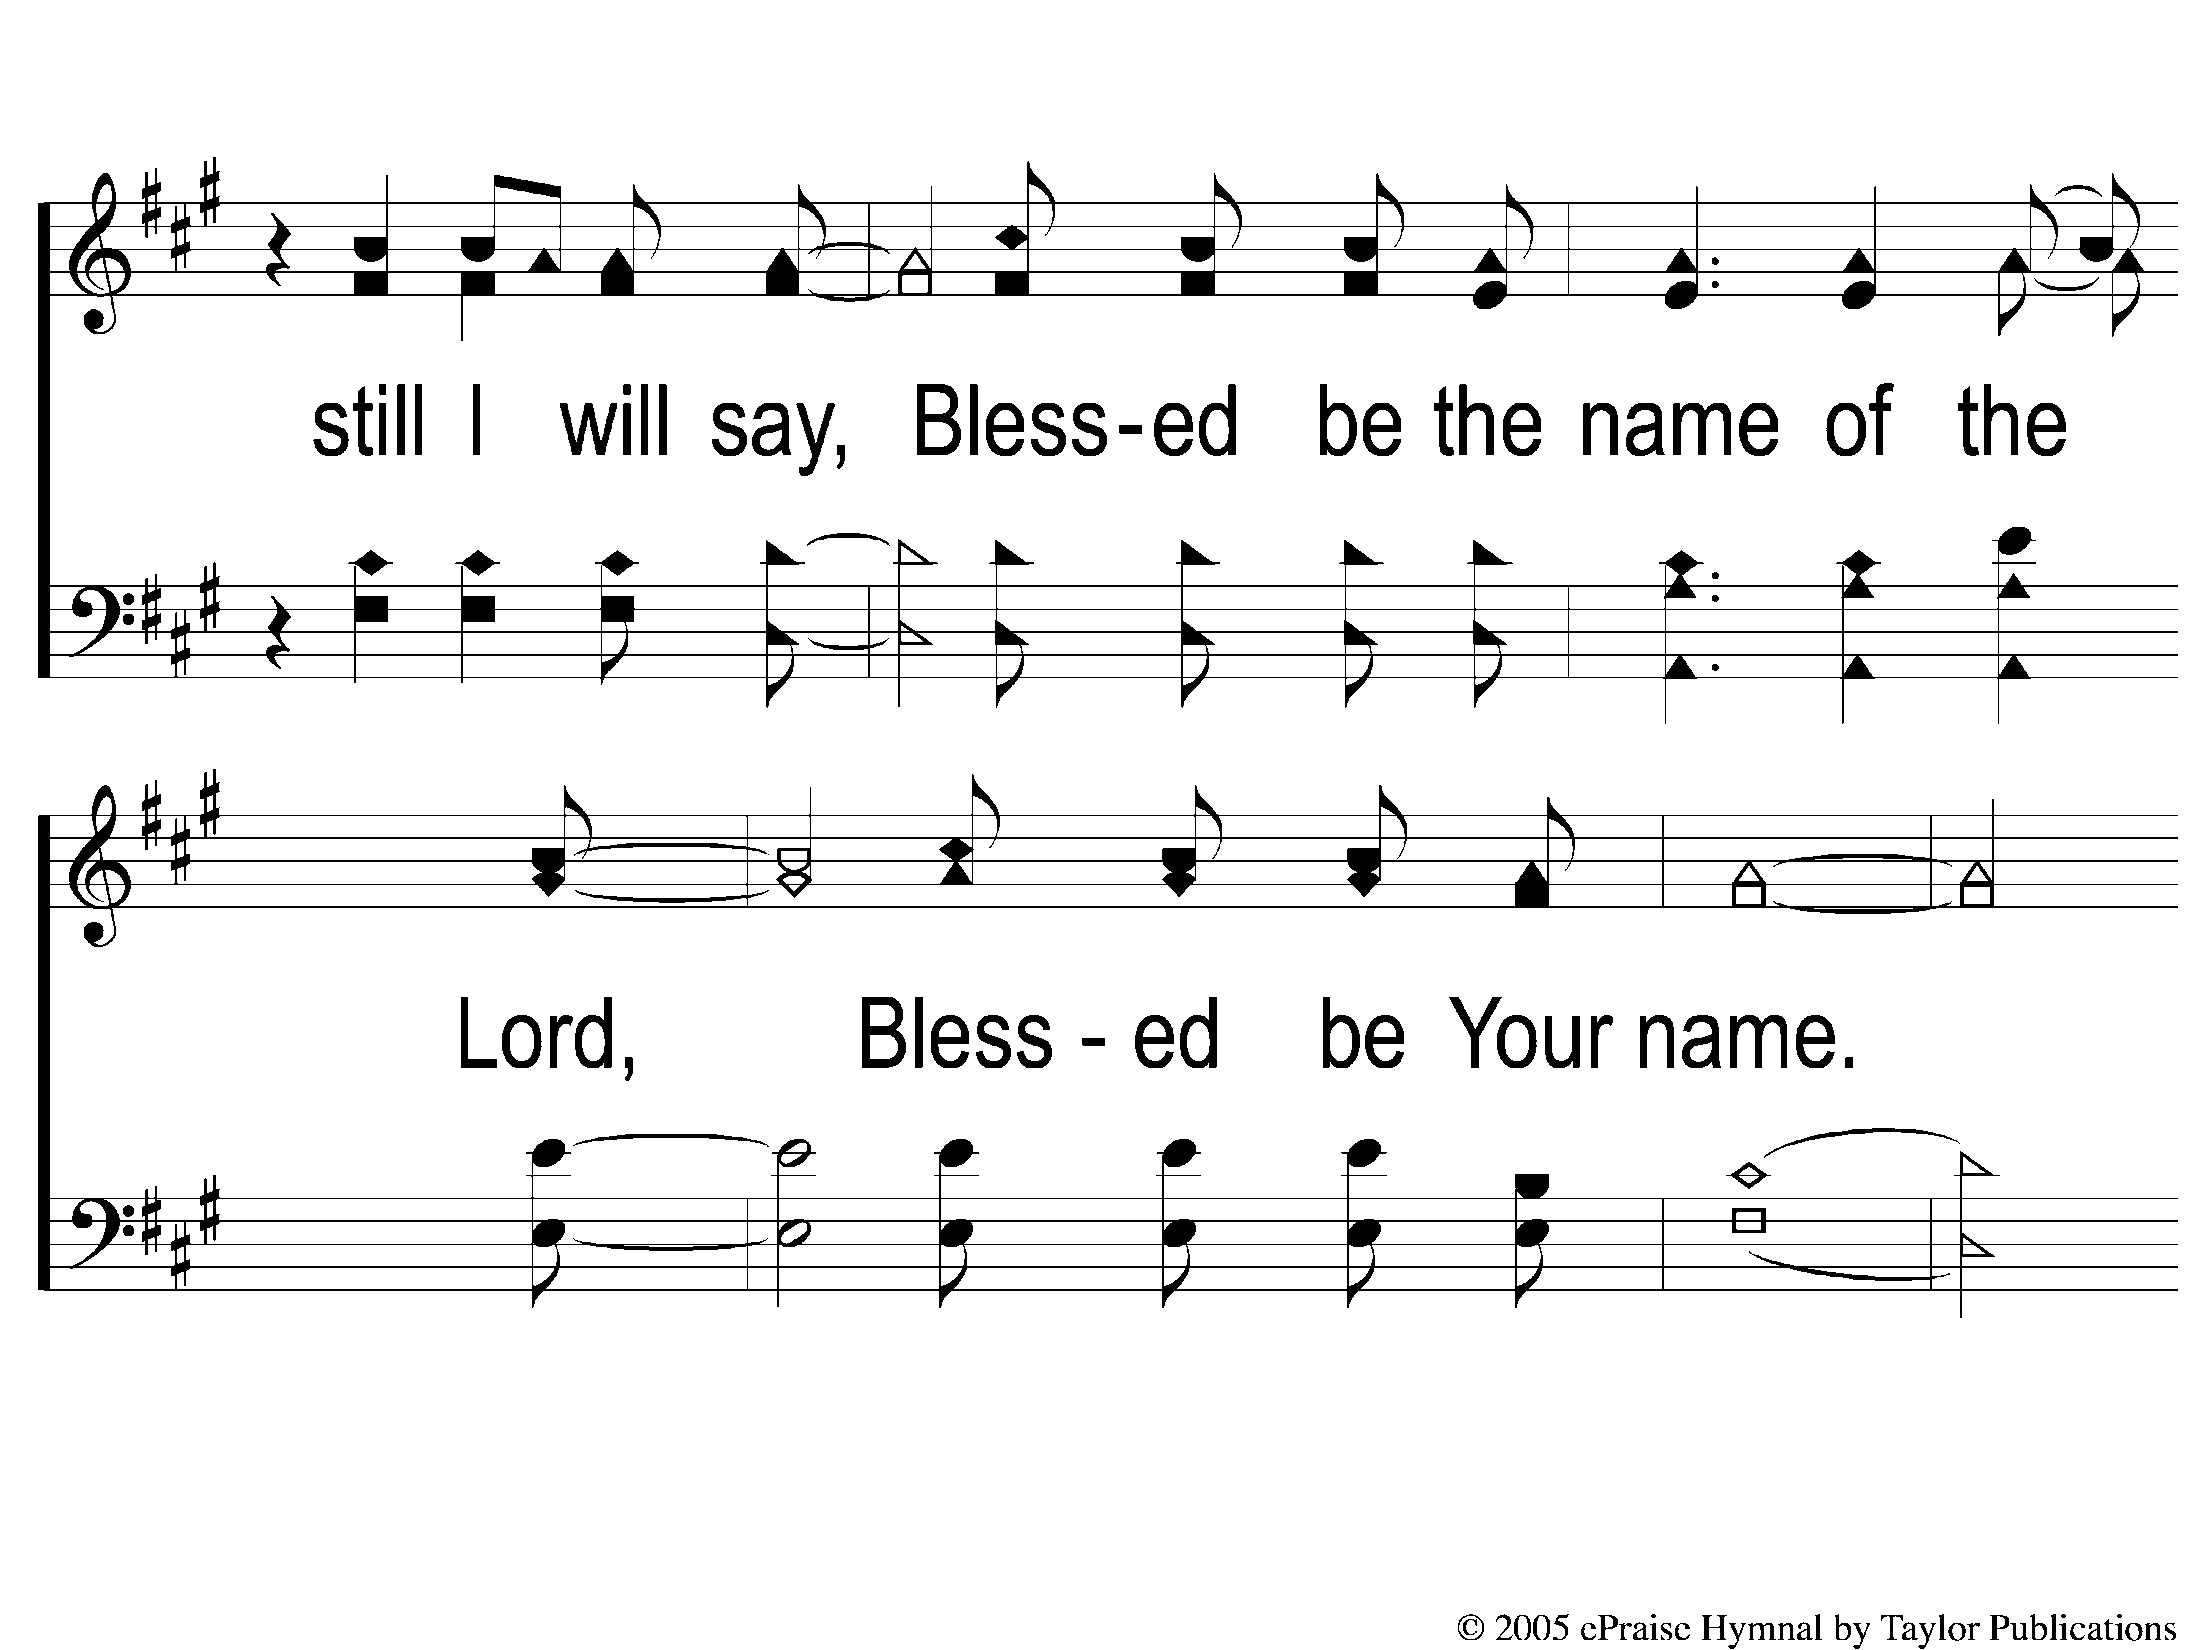 still I will say, Bless-ed be the name of the
Lord, Bless - ed be Your name.
© 2005 ePraise Hymnal by Taylor Publications